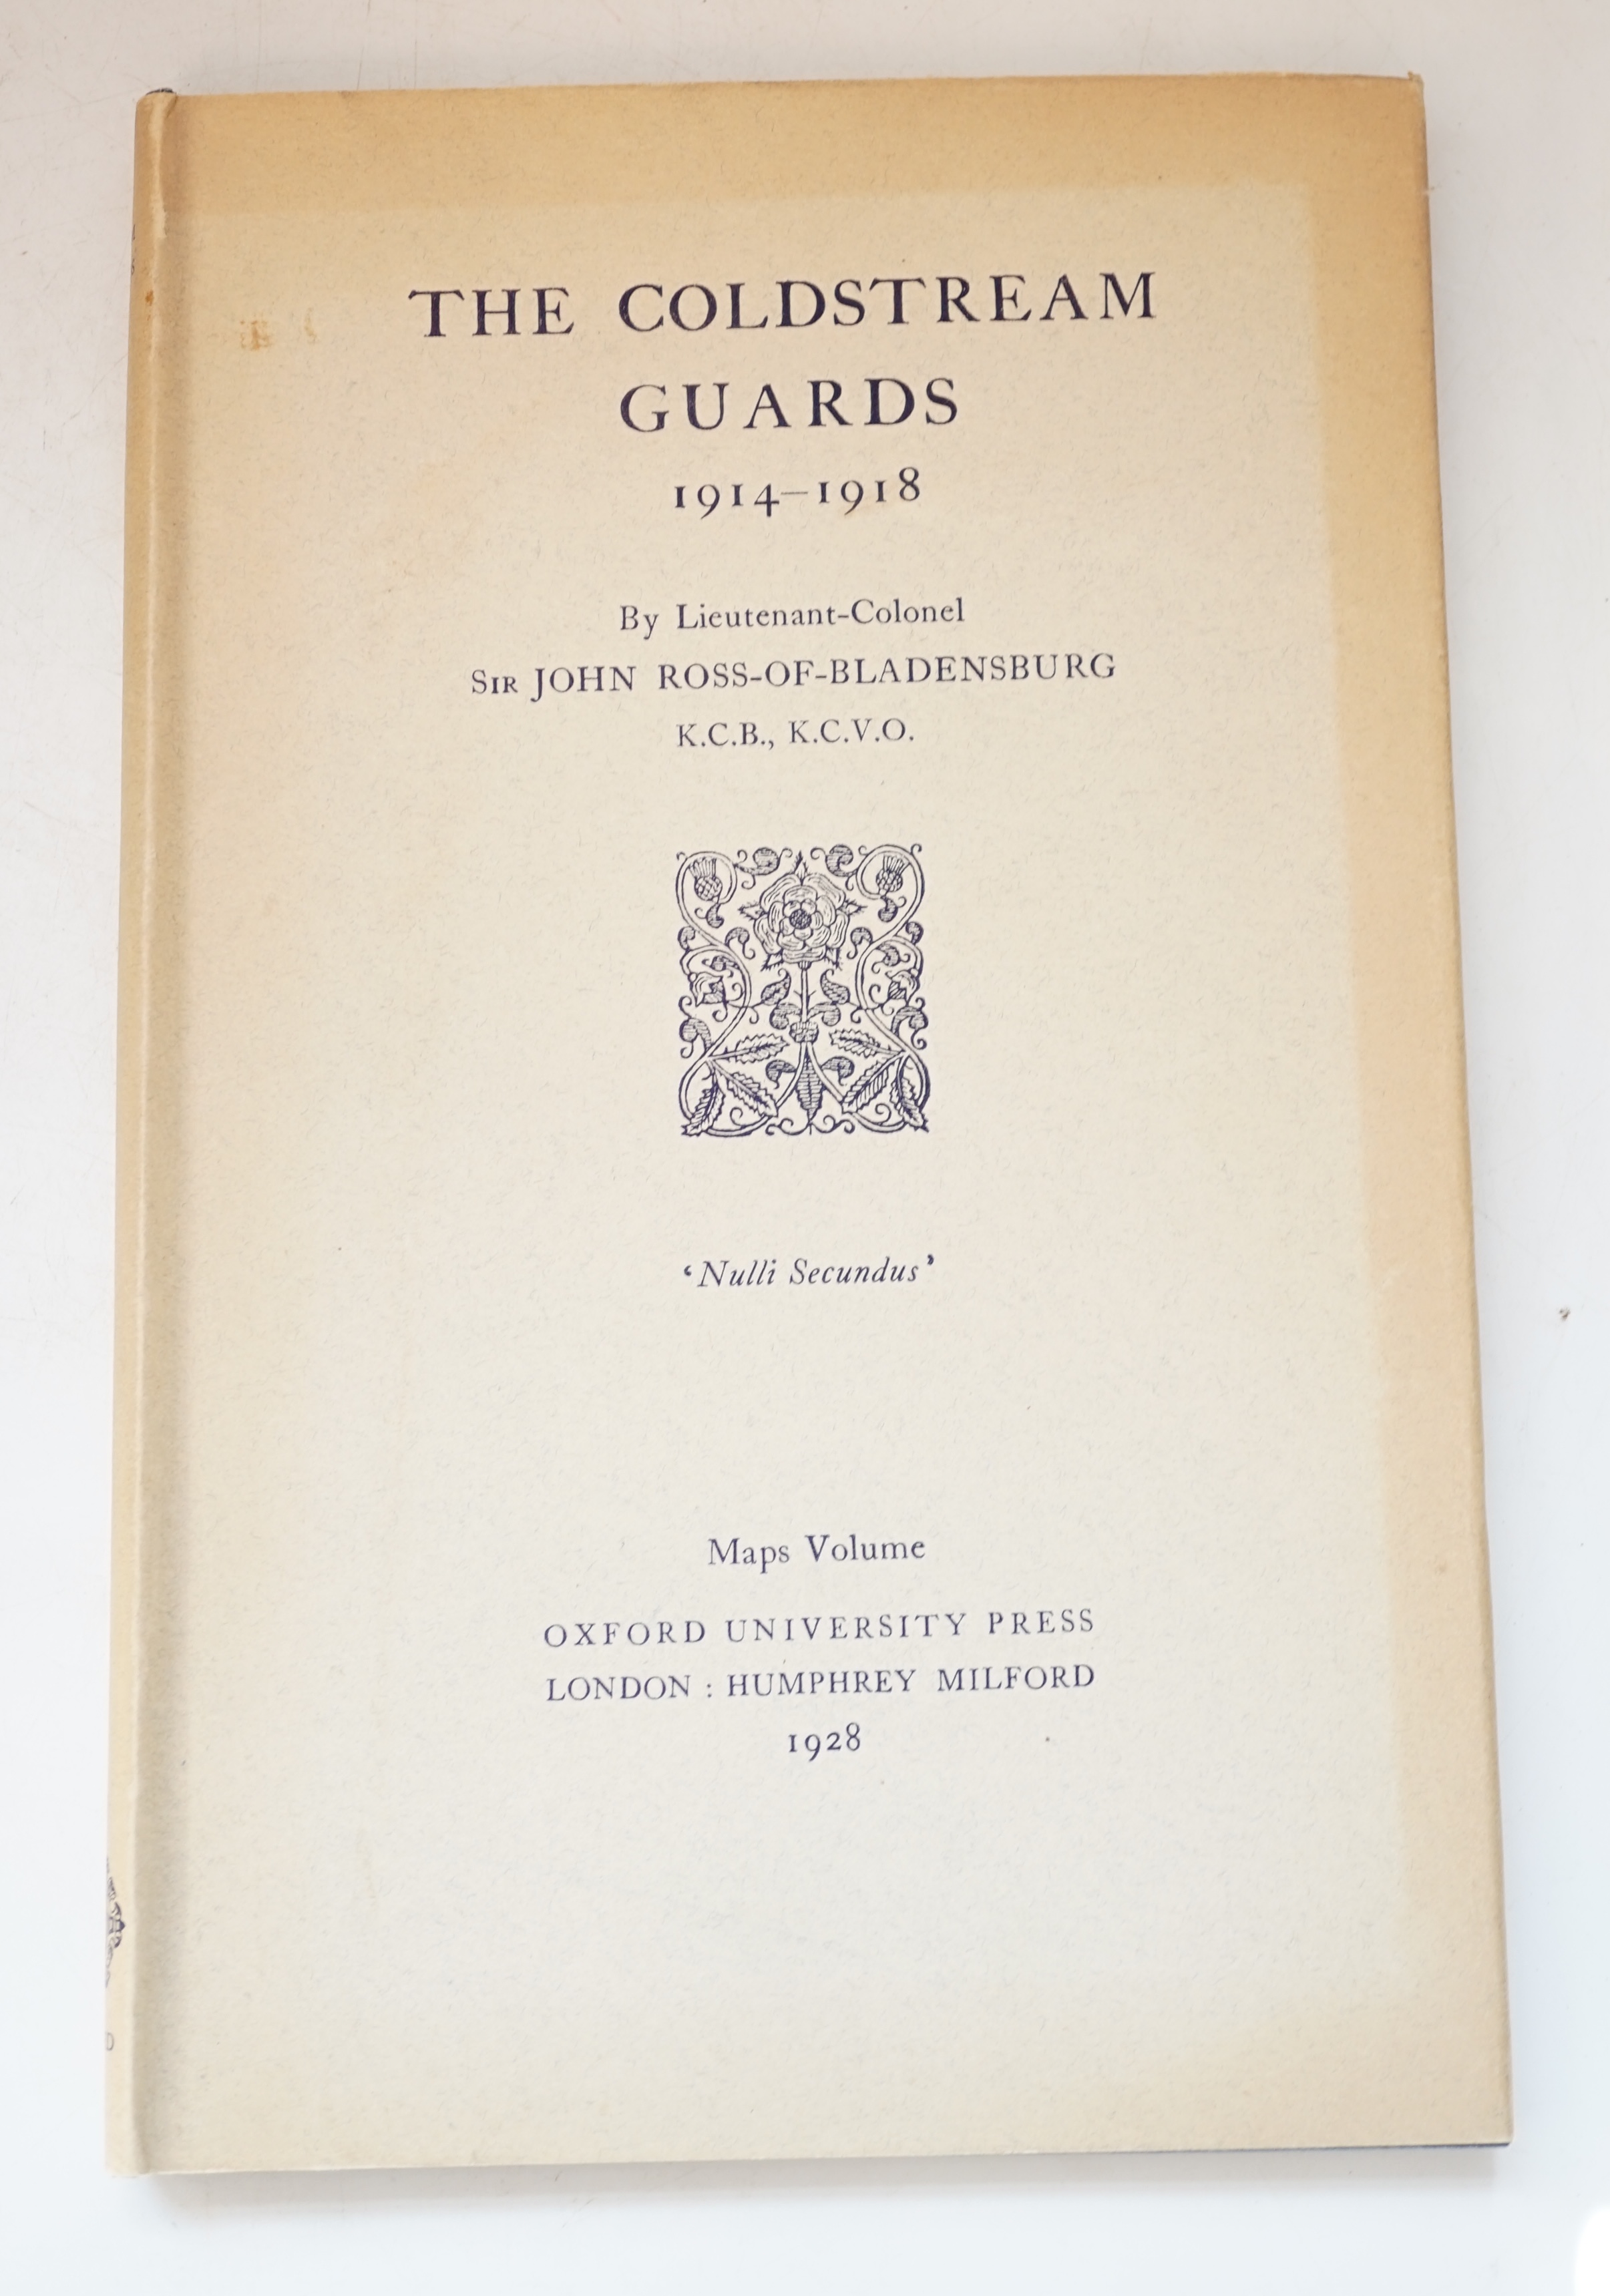 THE COLDSTREAM
GUARDS
1914–1918
By Lieutenant-Colonel
SIR JOHN ROSS-OF-BLADENSBURG
K.C.B., K.C.V.O.
‘Nulli Secundus’
Maps Volume
OXFORD UNIVERSITY PRESS
LONDON : HUMPHREY MILFORD
1928